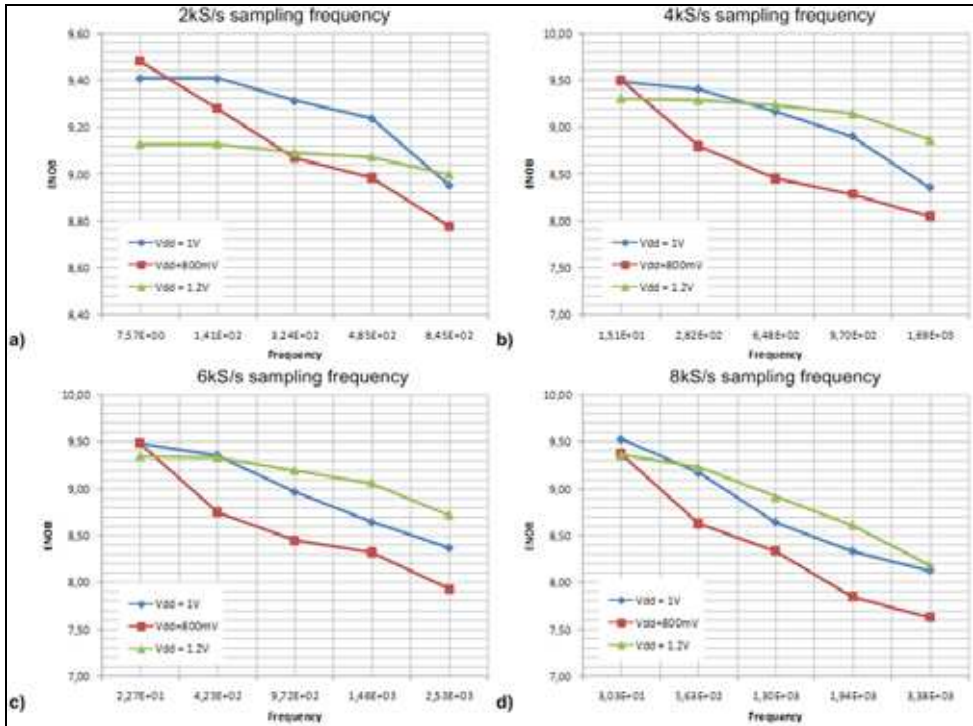 2kS/s sampling frequency
9,60
9,40
9,20
9,00
8,80
8,60
8,40
ENOB
Vdd = 1V
Vdd+800mV
Vdd = 1.2V
7,57E+00 1,41E+02 3,24E+02 4,85E+02 8,45E+02
Frequency
a)
4kS/s sampling frequency
10,00
9,50
9,00
8,50
8,00
7,50
7,00
ENOB
Vdd = 1V
Vdd+800mV
Vdd = 1.2V
1,51E+01 2,82E+02 6,48E+02 9,70E+02 1,69E+03
Frequency
b)
6kS/s sampling frequency
10,00
9,50
9,00
8,50
8,00
7,50
7,00
ENOB
Vdd = 1V
Vdd+800mV
Vdd = 1.2V
2,27E+01 4,23E+02 9,72E+02 1,46E+03 2,53E+03
Frequency
c)
8kS/s sampling frequency
10,00
9,50
9,00
8,50
8,00
7,50
7,00
ENOB
Vdd = 1V
Vdd+800mV
Vdd = 1.2V
3,03E+01 1,30E+03 1,94E+03 3,38E+03
Frequency
d)